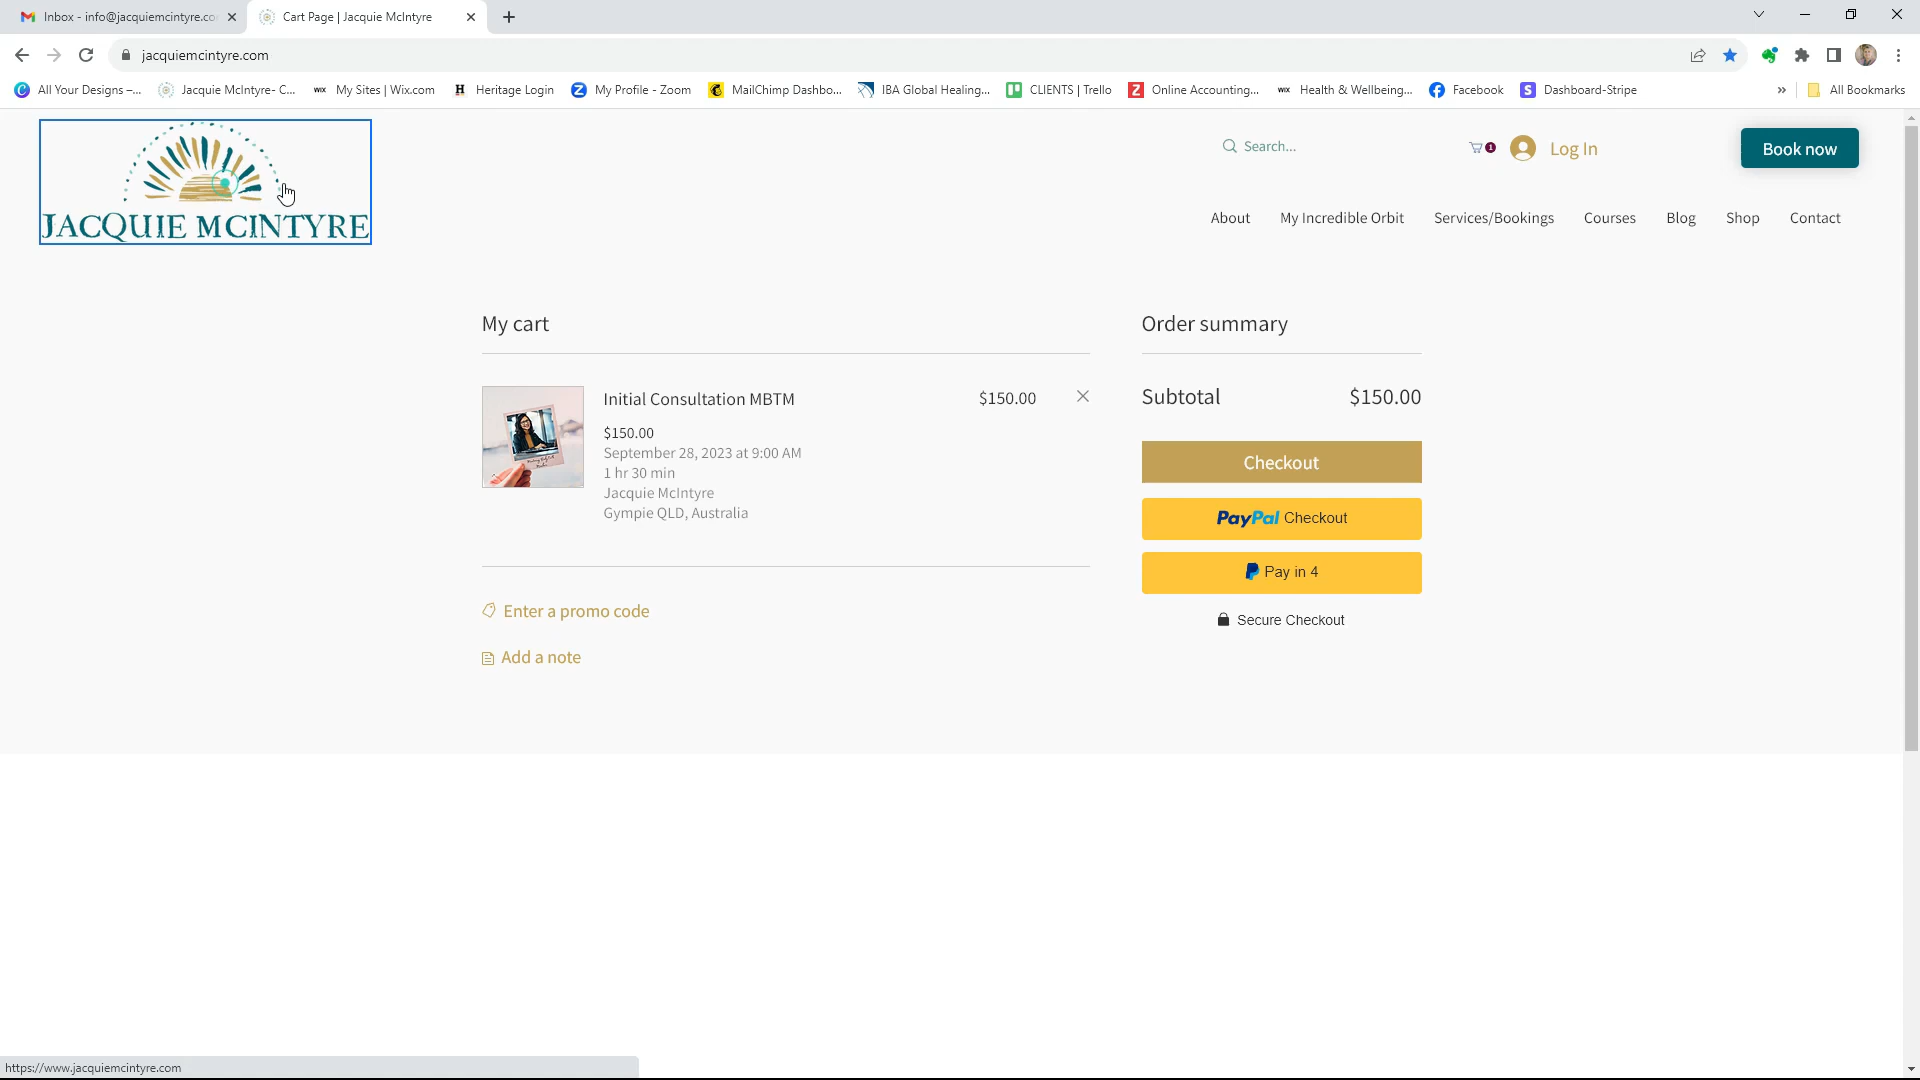 Inbox - info@jacquiemcintyre.co
Cart Page | Jacquie McIntyre
jacquiemcintyre.com
All Your Designs –...
Jacquie McIntyre- C...
WIX My Sites | Wix.com
H Heritage Login
Z My Profile - Zoom
MailChimp Dashbo...
IBA Global Healing...
CLIENTS | Trello
Z Online Accounting...
WIX Health & Wellbeing...
Facebook
S Dashboard-Stripe
»
All Bookmarks
JACQUIE MCINTYRE
Search...
1
Log In
Book now
About
My Incredible Orbit
Services/Bookings
Courses
Blog
Shop
Contact
My cart
Initial Consultation MBTM
$150.00
$150.00
September 28, 2023 at 9:00 AM
1 hr 30 min
Jacquie McIntyre
Gympie QLD, Australia
Enter a promo code
Add a note
Order summary
Subtotal $150.00
Checkout
PayPal Checkout
Pay in 4
Secure Checkout
https://www.jacquiemcintyre.com